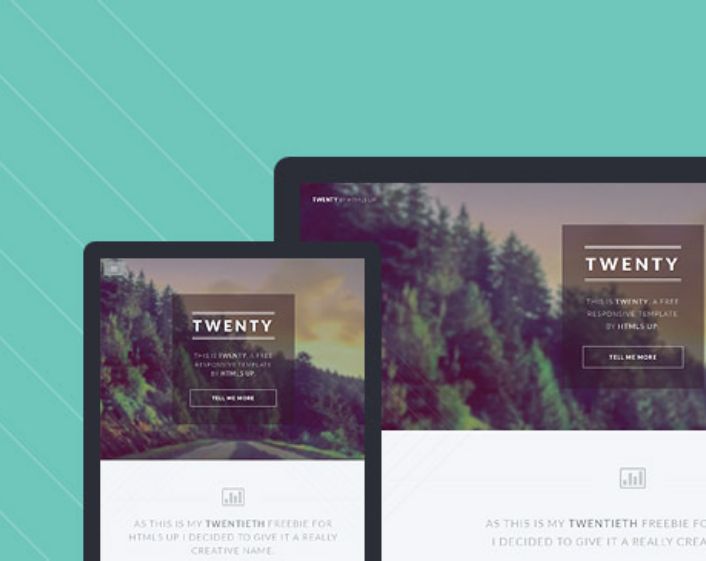 TWENTY BY HTML5 UP
TWENTY
THIS IS TWENTY, A FREE
RESPONSIVE TEMPLATE
BY HTML5 UP.
TELL ME MORE
AS THIS IS MY TWENTIETH FREEBIE FO
I DECIDED TO GIVE IT A REALLY CREA
TWENTY
THIS IS TWENTY, A FREE
RESPONSIVE TEMPLATE
BY HTML5 UP.
TELL ME MORE
AS THIS IS MY TWENTIETH FREEBIE FOR
HTML5 UP I DECIDED TO GIVE IT A REALLY
CREATIVE NAME.